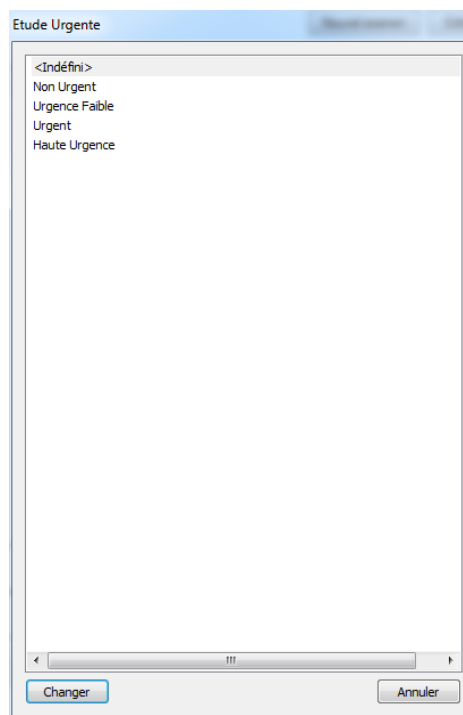 Etude Urgente
<Indéfini>
Non Urgent
Urgence Faible
Urgent
Haute Urgence
Changer
Annuler